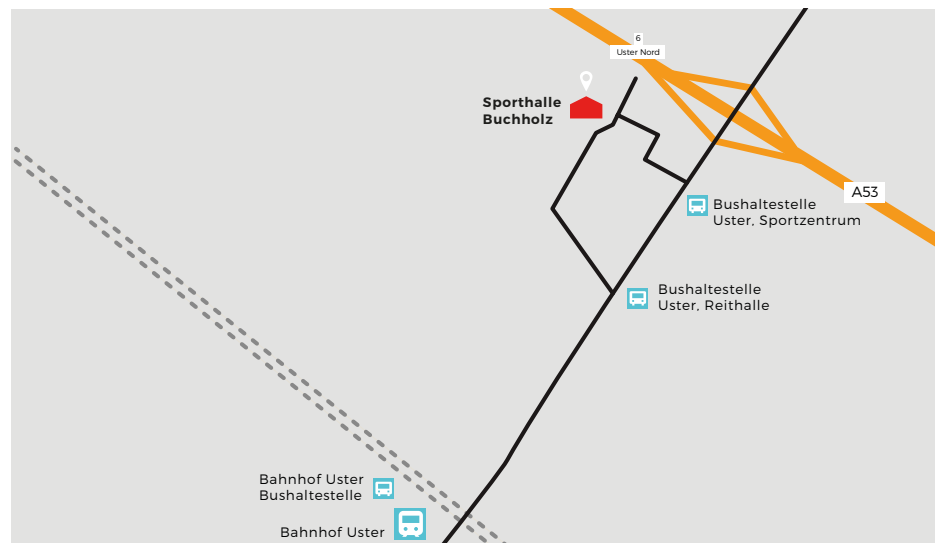 6
Uster Nord
Sporthalle
Buchholz
A53
Bushaltestelle
Uster, Sportzentrum
Bushaltestelle
Uster, Reithalle
Bahnhof Uster
Bushaltestelle
Bahnhof Uster